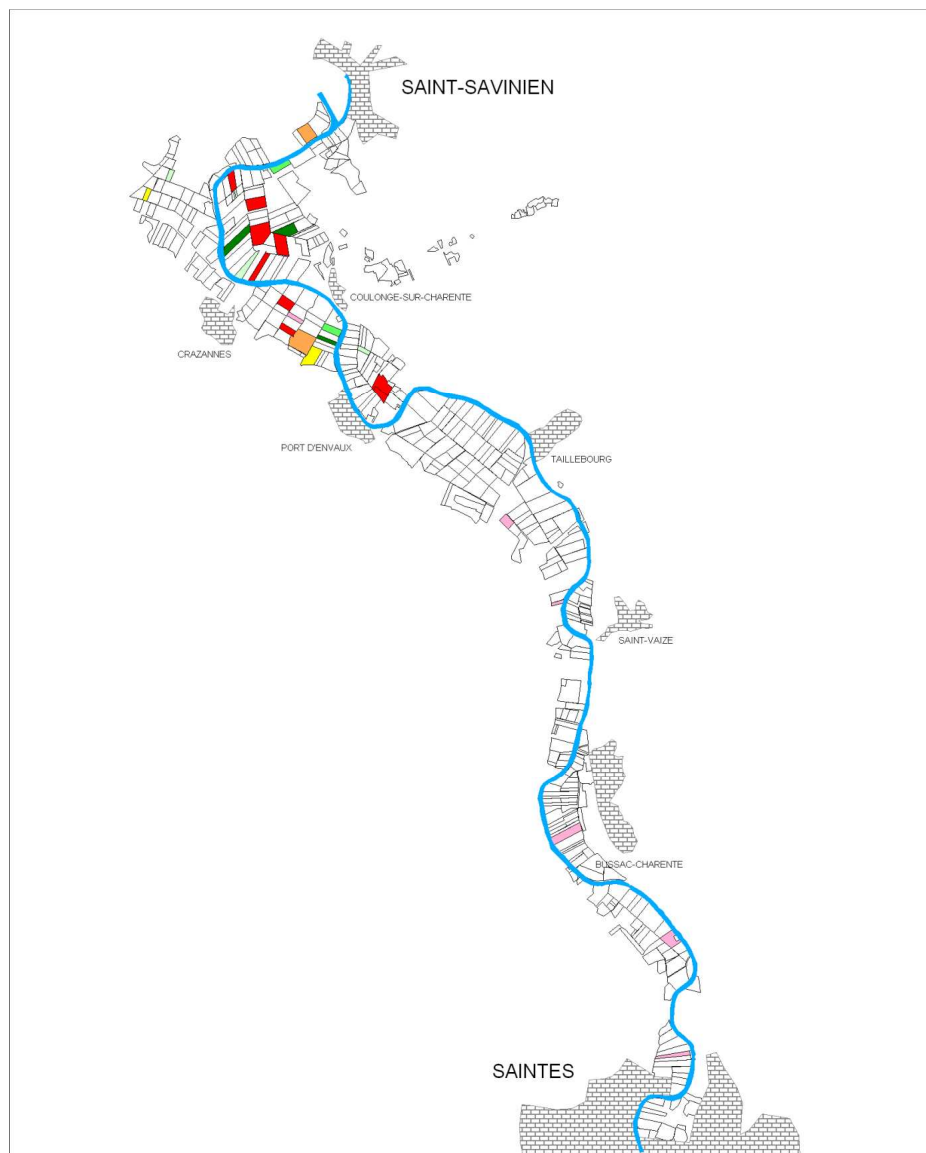 SAINT-SAVINIEN
COULONGE-SUR-CHARENTE
CRAZANNES
PORT D'ENVAUX
TAILLEBOURG
SAINT-VAIZE
BUSSAC-CHARENTE
SAINTES